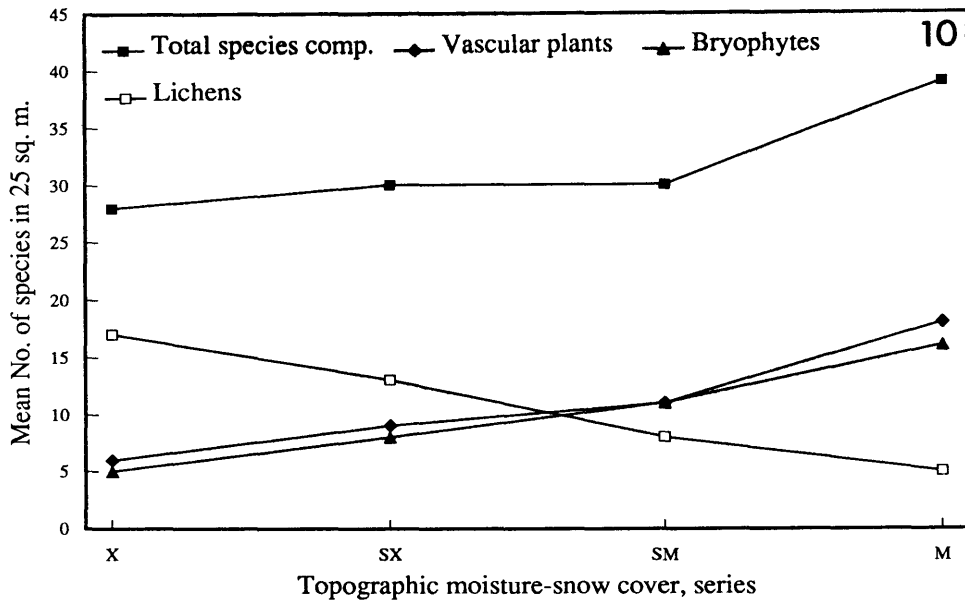 Total species comp. Vascular plants Bryophytes 10
Lichens
Mean No. of species in 25 sq. m.
45
40
35
30
25
20
15
10
5
0
X SX SM M
Topographic moisture-snow cover, series